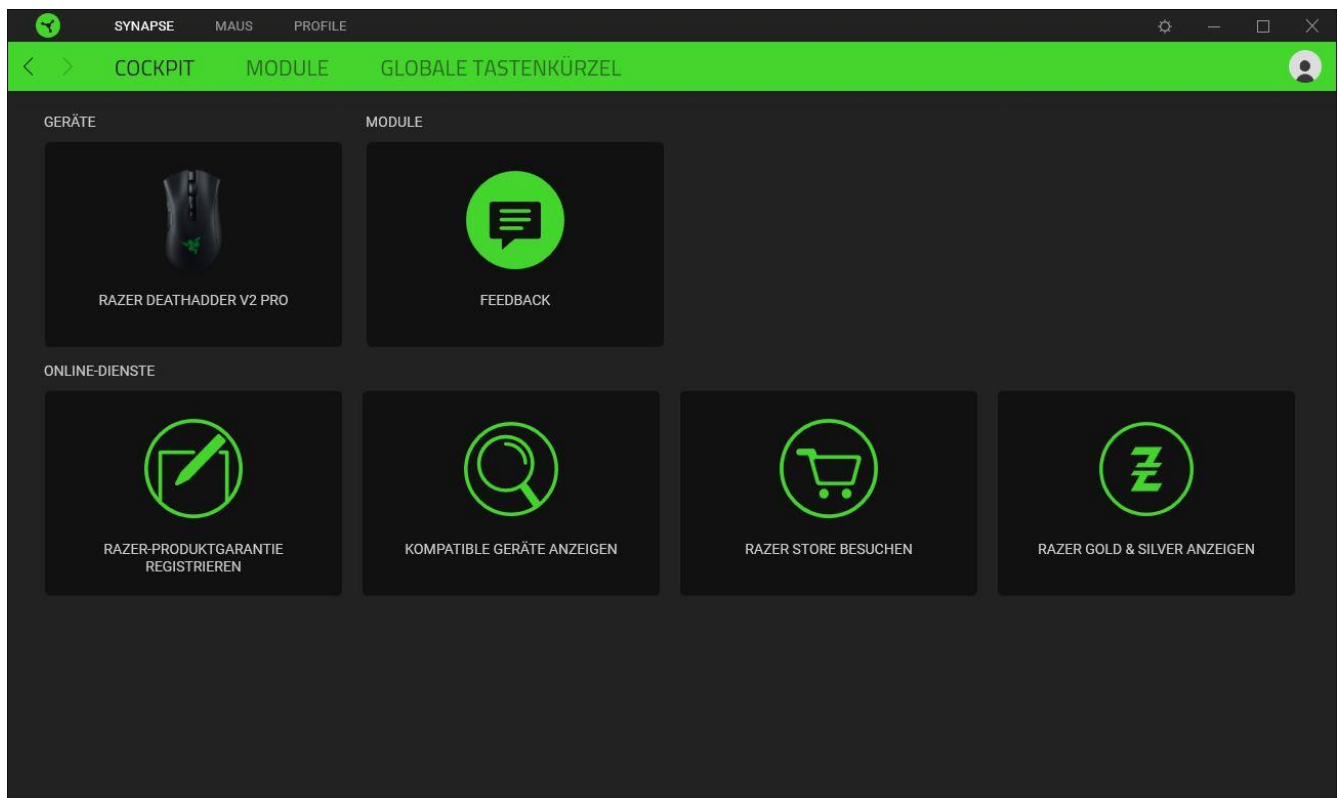 SYNAPSE MAUS PROFILE
COCKPIT MODULE GLOBALE TASTENKÜRZEL
GERÄTE MODULE
RAZER DEATHADDER V2 PRO FEEDBACK
ONLINE-DIENSTE
RAZER-PRODUKTGARANTIE
REGISTRIEREN
KOMPATIBLE GERÄTE ANZEIGEN
RAZER STORE BESUCHEN
RAZER GOLD & SILVER ANZEIGEN